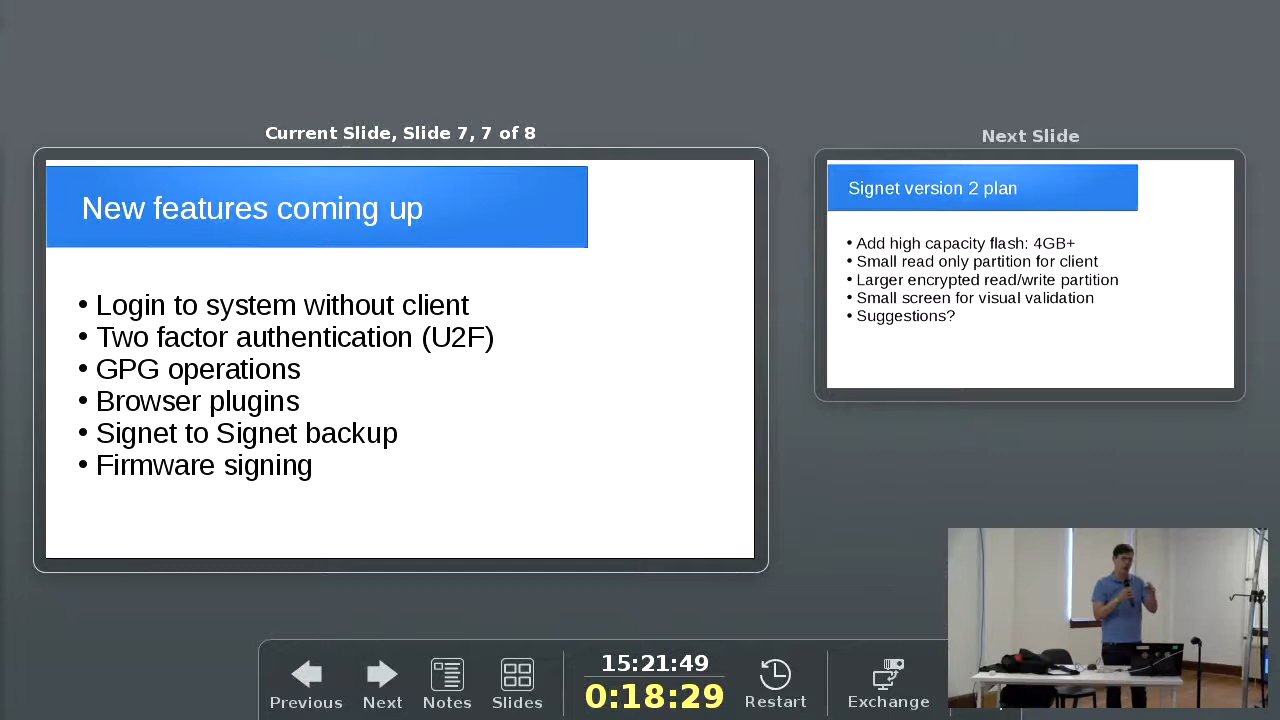 Current Slide, Slide 7, 7 of 8
New features coming up
• Login to system without client
• Two factor authentication (U2F)
• GPG operations
• Browser plugins
• Signet to Signet backup
• Firmware signing
Next Slide
Signet version 2 plan
• Add high capacity flash: 4GB+
• Small read only partition for client
• Larger encrypted read/write partition
• Small screen for visual validation
• Suggestions?
Previous
Next
Notes
Slides
15:21:49
0:18:29
Restart
Exchange